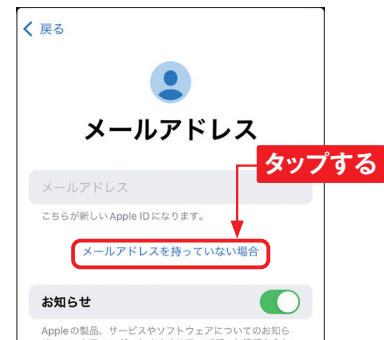 戻る
メールアドレス
タップする
メールアドレス
こちらが新しいApple IDになります。
メールアドレスを持っていない場合
お知らせ
Appleの製品、サービスやソフトウェアについてのお知ら